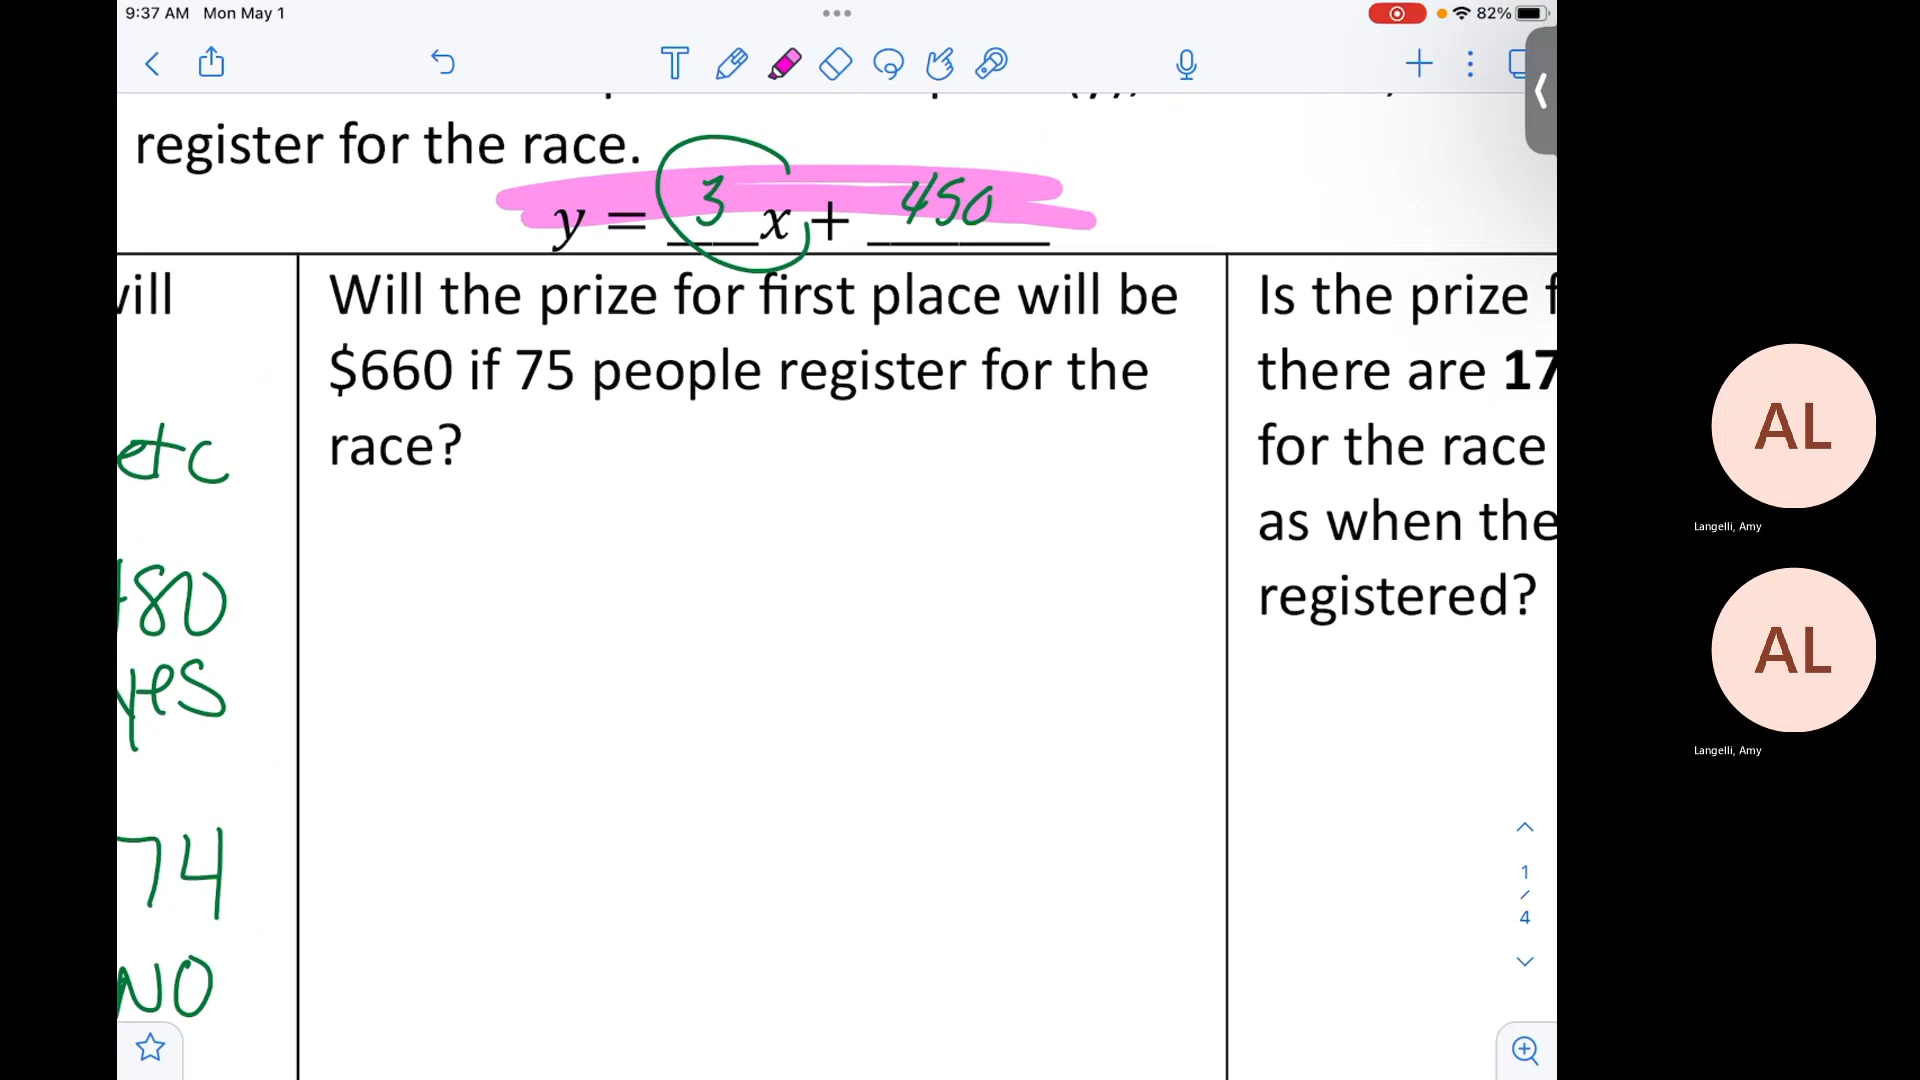 9:37 AM Mon May 1
82%
register for the race.
y = 3 x + 450
will
Will the prize for first place will be
$660 if 75 people register for the
race?
etc
480
yes
74
NO
Is the prize f
there are 17
for the race
as when the
registered?
1
/
4
AL
Langelli, Amy
AL
Langelli, Amy